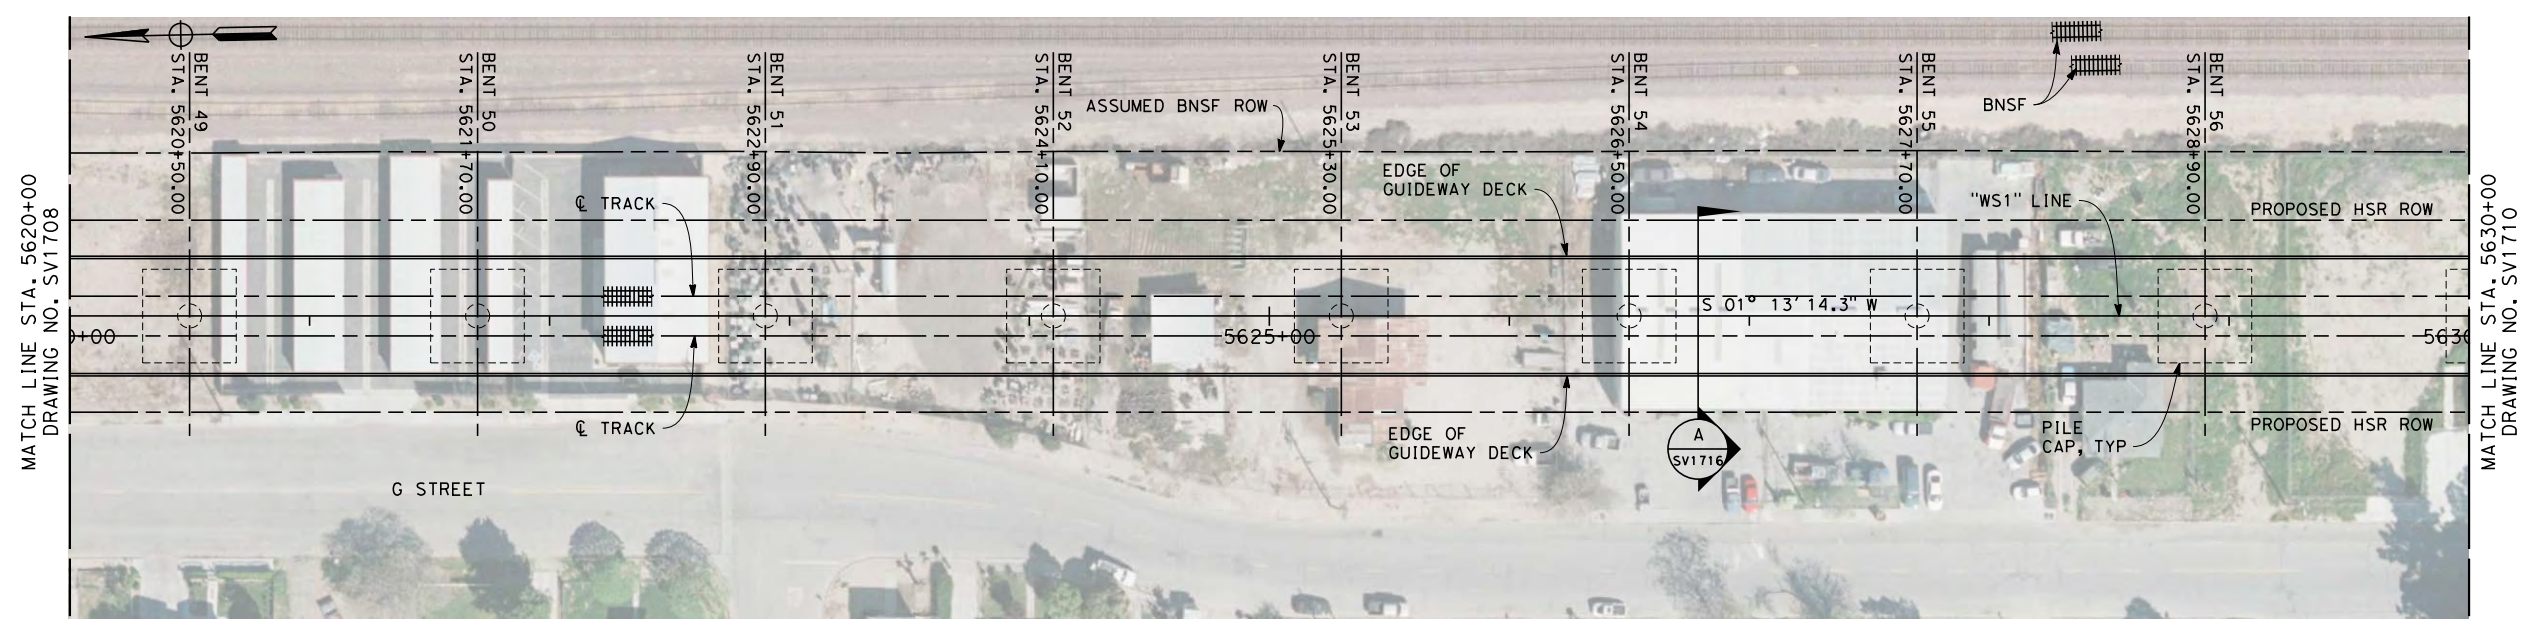 MATCH LINE STA. 5620+00
DRAWING NO. SV1708
BENT 49
STA. 5620+50.00
BENT 50
STA. 5621+70.00
BENT 51
STA. 5622+90.00
BENT 52
STA. 5624+10.00
BENT 53
STA. 5625+30.00
BENT 54
STA. 5626+50.00
BENT 55
STA. 5627+70.00
BENT 56
STA. 5628+90.00
ASSUMED BNSF ROW
BNSF
EDGE OF
GUIDEWAY DECK
℄ TRACK
"WS1" LINE
PROPOSED HSR ROW
S 01° 13' 14.3" W
0+00
5625+00
5630
℄ TRACK
EDGE OF
GUIDEWAY DECK
A
SV1716
PILE
CAP, TYP
PROPOSED HSR ROW
G STREET
MATCH LINE STA. 5630+00
DRAWING NO. SV1710